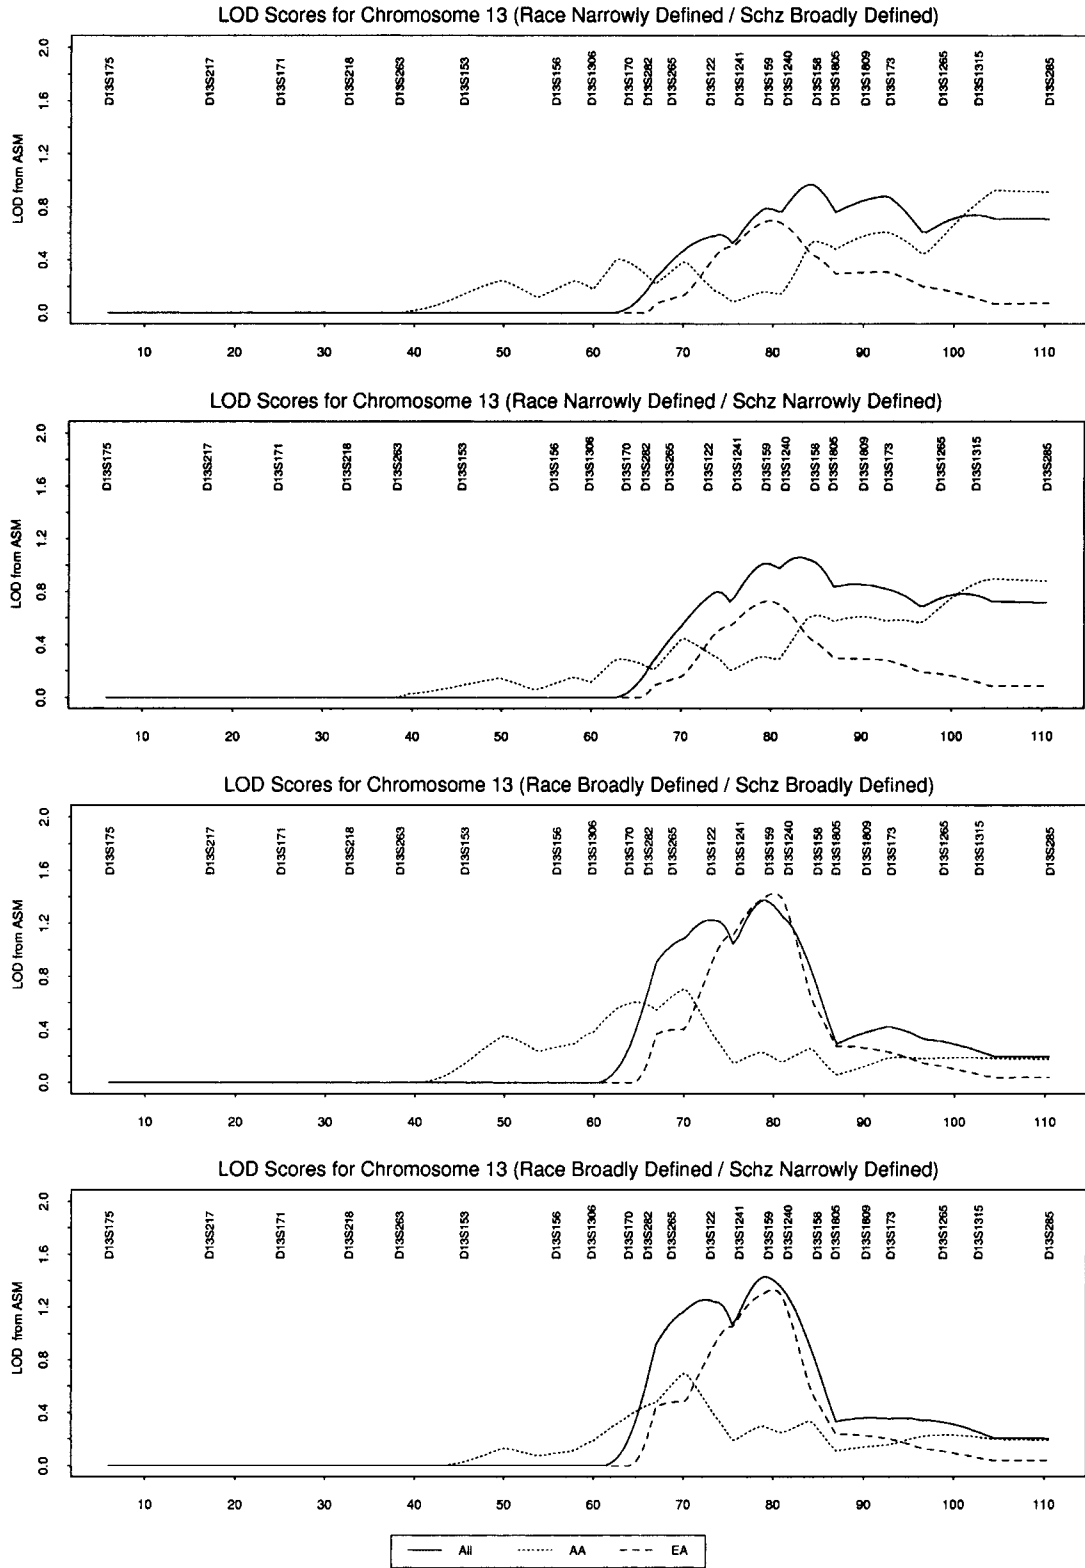 LOD Scores for Chromosome 13 (Race Narrowly Defined / Schz Broadly Defined)
LOD from ASM
2.0
1.6
1.2
0.8
0.4
0.0
D13S175 D13S217 D13S171 D13S218 D13S263 D13S153 D13S156 D13S1306 D13S170 D13S282 D13S265 D13S122 D13S1241 D13S159 D13S1240 D13S158 D13S1805 D13S1809 D13S173 D13S1265 D13S1315 D13S285
10 20 30 40 50 60 70 80 90 100 110
LOD Scores for Chromosome 13 (Race Narrowly Defined / Schz Narrowly Defined)
LOD from ASM
2.0
1.6
1.2
0.8
0.4
0.0
D13S175 D13S217 D13S171 D13S218 D13S263 D13S153 D13S156 D13S1306 D13S170 D13S282 D13S265 D13S122 D13S1241 D13S159 D13S1240 D13S158 D13S1805 D13S1809 D13S173 D13S1265 D13S1315 D13S285
10 20 30 40 50 60 70 80 90 100 110
LOD Scores for Chromosome 13 (Race Broadly Defined / Schz Broadly Defined)
LOD from ASM
2.0
1.6
1.2
0.8
0.4
0.0
D13S175 D13S217 D13S171 D13S218 D13S263 D13S153 D13S156 D13S1306 D13S170 D13S282 D13S265 D13S122 D13S1241 D13S159 D13S1240 D13S158 D13S1805 D13S1809 D13S173 D13S1265 D13S1315 D13S285
10 20 30 40 50 60 70 80 90 100 110
LOD Scores for Chromosome 13 (Race Broadly Defined / Schz Narrowly Defined)
LOD from ASM
2.0
1.6
1.2
0.8
0.4
0.0
D13S175 D13S217 D13S171 D13S218 D13S263 D13S153 D13S156 D13S1306 D13S170 D13S282 D13S265 D13S122 D13S1241 D13S159 D13S1240 D13S158 D13S1805 D13S1809 D13S173 D13S1265 D13S1315 D13S285
10 20 30 40 50 60 70 80 90 100 110
All AA EA